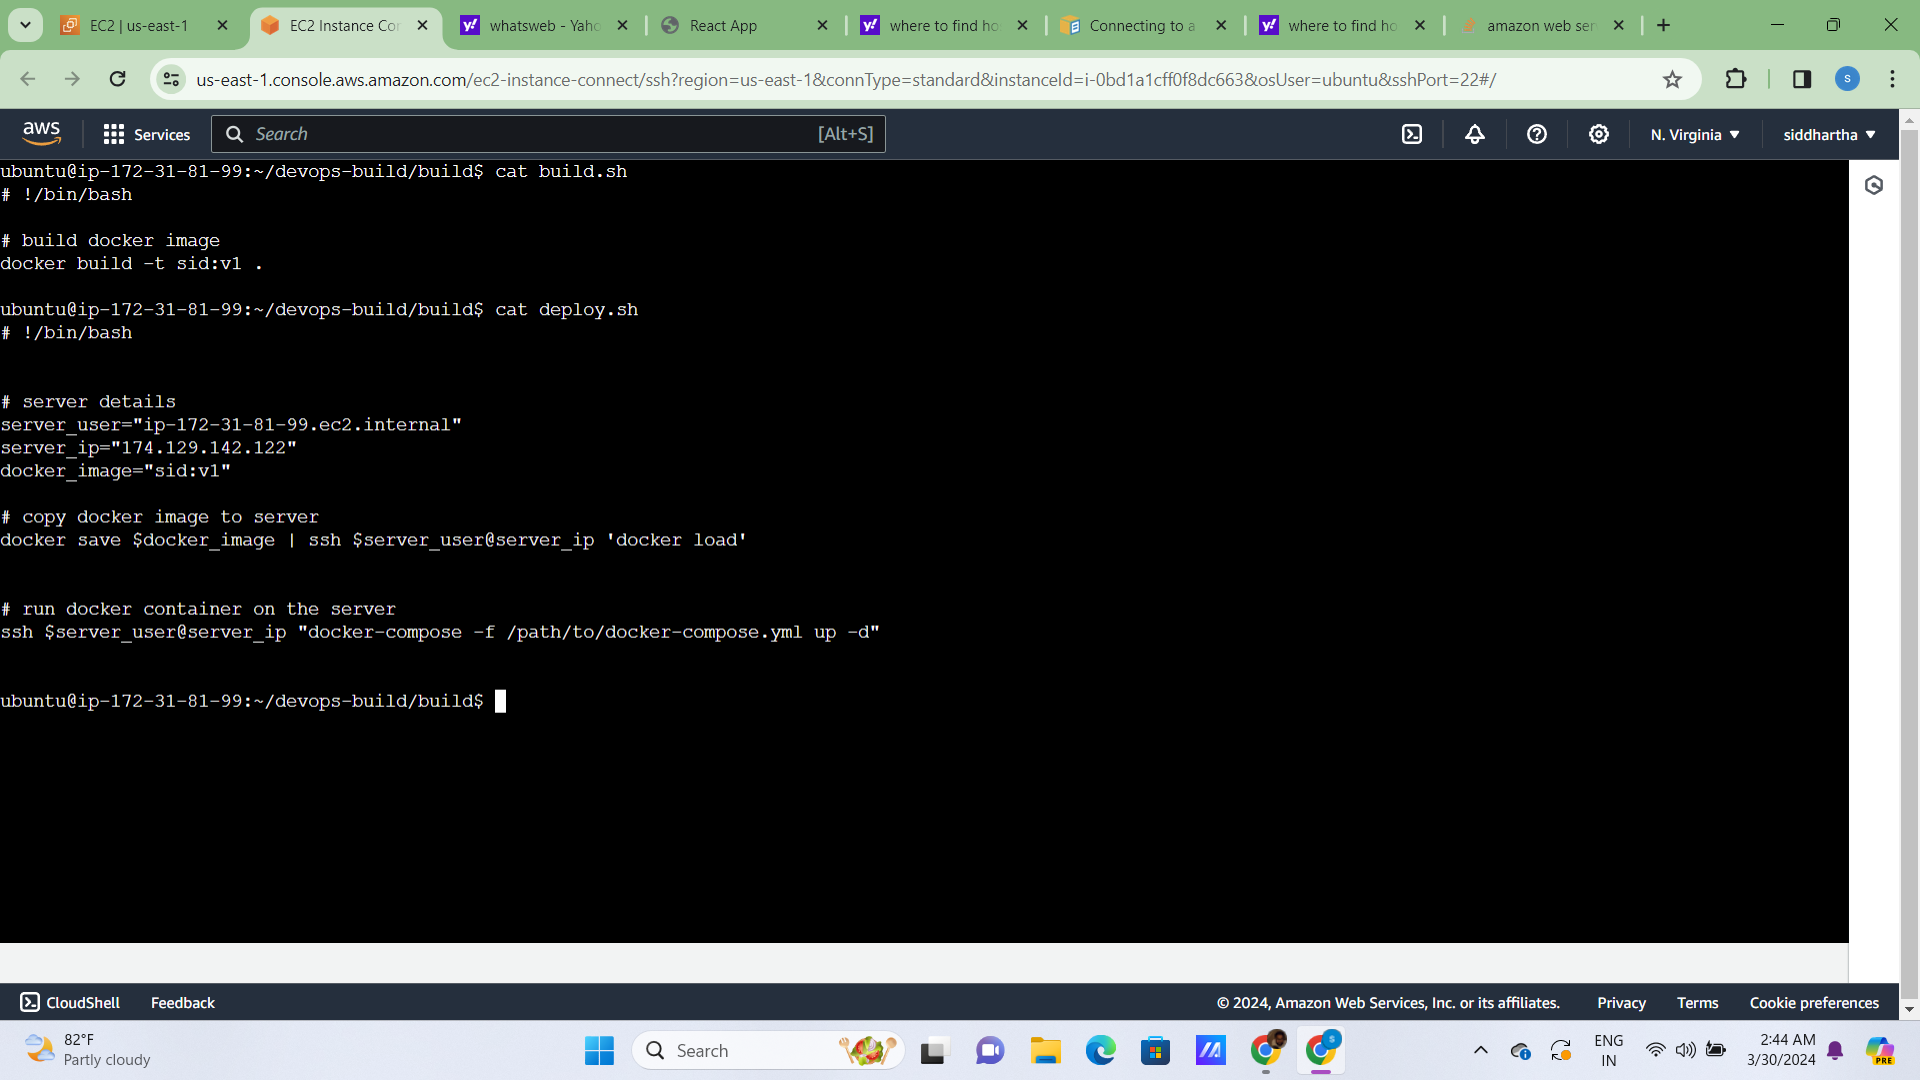 EC2 | us-east-1
EC2 Instance Cor
whatsweb - Yaho
React App
where to find ho
Connecting to a
where to find ho
amazon web ser
us-east-1.console.aws.amazon.com/ec2-instance-connect/ssh?region=us-east-1&connType=standard&instanceId=i-0bd1a1cff0f8dc663&osUser=ubuntu&sshPort=22#/
S
aws
Services
Search
[Alt+S]
N. Virginia
siddhartha
ubuntu@ip-172-31-81-99:~/devops-build/build$ cat build.sh
# !/bin/bash
# build docker image
docker build -t sid:v1 .
ubuntu@ip-172-31-81-99:~/devops-build/build$ cat deploy.sh
# !/bin/bash
# server details
server_user="ip-172-31-81-99.ec2.internal"
server_ip="174.129.142.122"
docker_image="sid:v1"
# copy docker image to server
docker save $docker_image | ssh $server_user@server_ip 'docker load'
# run docker container on the server
ssh $server_user@server_ip "docker-compose -f /path/to/docker-compose.yml up -d"
ubuntu@ip-172-31-81-99:~/devops-build/build$
CloudShell
Feedback
© 2024, Amazon Web Services, Inc. or its affiliates.
Privacy
Terms
Cookie preferences
82°F
Partly cloudy
Search
ENG
IN
2:44 AM
3/30/2024
PRE